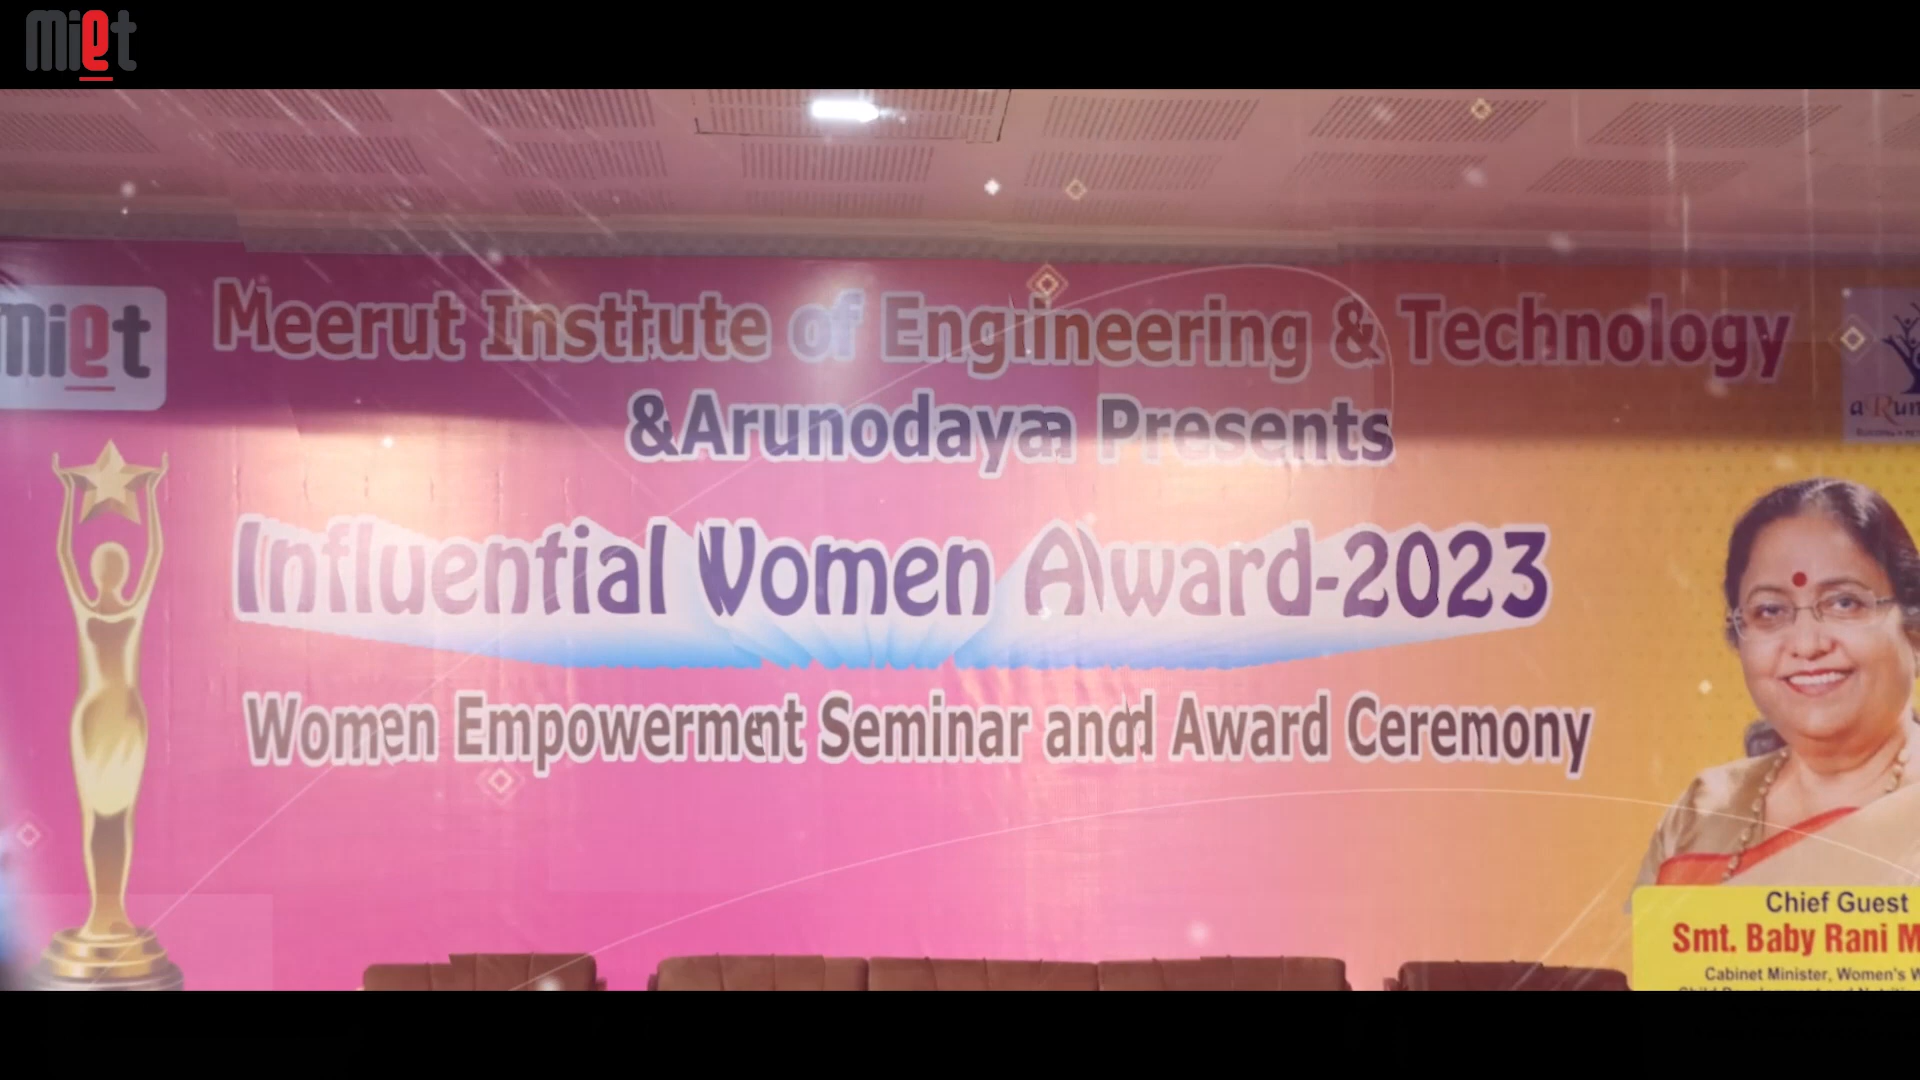 miet
miet
Meerut Institute of Engineering & Technology
&Arunodaya Presents
Influential Women Award-2023
Women Empowerment Seminar and Award Ceremony
Chief Guest
Smt. Baby Rani M
Cabinet Minister, Women's W